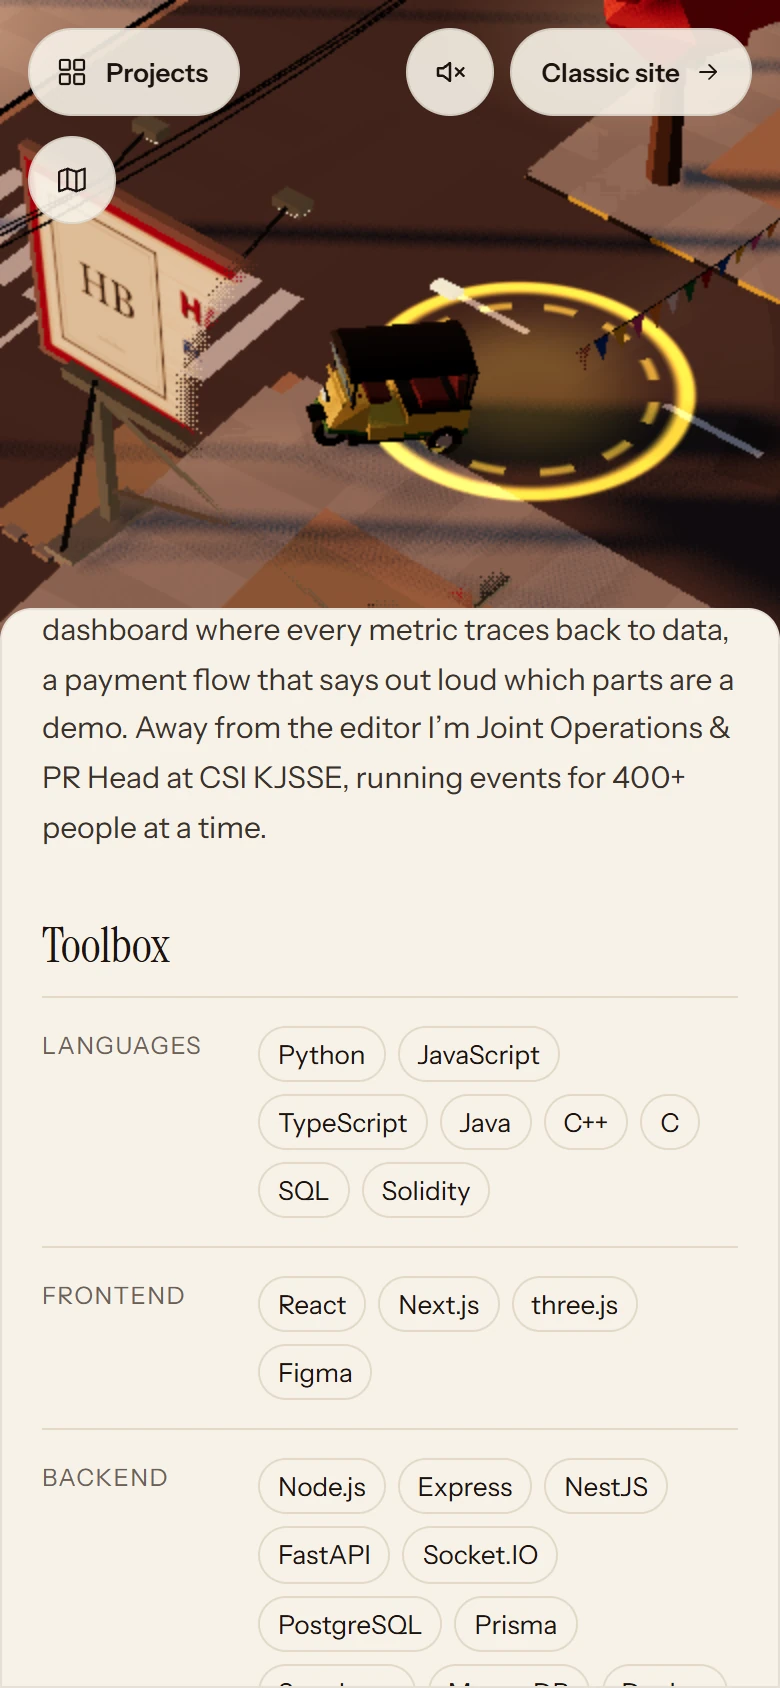 Projects
Classic site
HB
dashboard where every metric traces back to data,
a payment flow that says out loud which parts are a
demo. Away from the editor I’m Joint Operations &
PR Head at CSI KJSSE, running events for 400+
people at a time.
Toolbox
LANGUAGES
Python JavaScript
TypeScript Java C++ C
SQL Solidity
FRONTEND
React Next.js three.js
Figma
BACKEND
Node.js Express NestJS
FastAPI Socket.IO
PostgreSQL Prisma